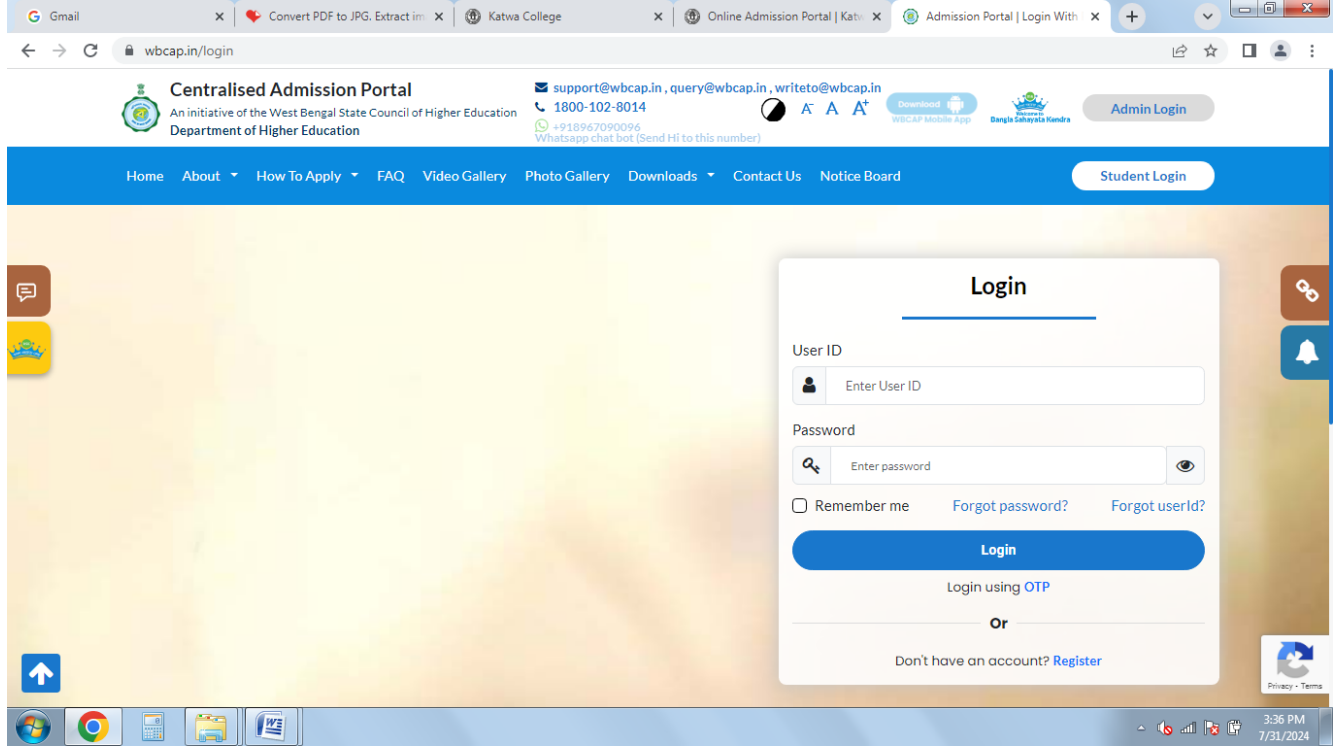 Gmail
Convert PDF to JPG. Extract im
Katwa College
Online Admission Portal | Katw
Admission Portal | Login With
wbcap.in/login
Centralised Admission Portal
An initiative of the West Bengal State Council of Higher Education
Department of Higher Education
support@wbcap.in , query@wbcap.in , writeto@wbcap.in
1800-102-8014
+918967090096
Whatsapp chat bot (Send Hi to this number)
A- A A+
Download
WBCAP Mobile App
Welcome to
Bangla Sahayata Kendra
Admin Login
Home About How To Apply FAQ Video Gallery Photo Gallery Downloads Contact Us Notice Board Student Login
Login
User ID
Enter User ID
Password
Enter password
Remember me Forgot password? Forgot userId?
Login
Login using OTP
Or
Don't have an account? Register
Privacy - Terms
3:36 PM
7/31/2024